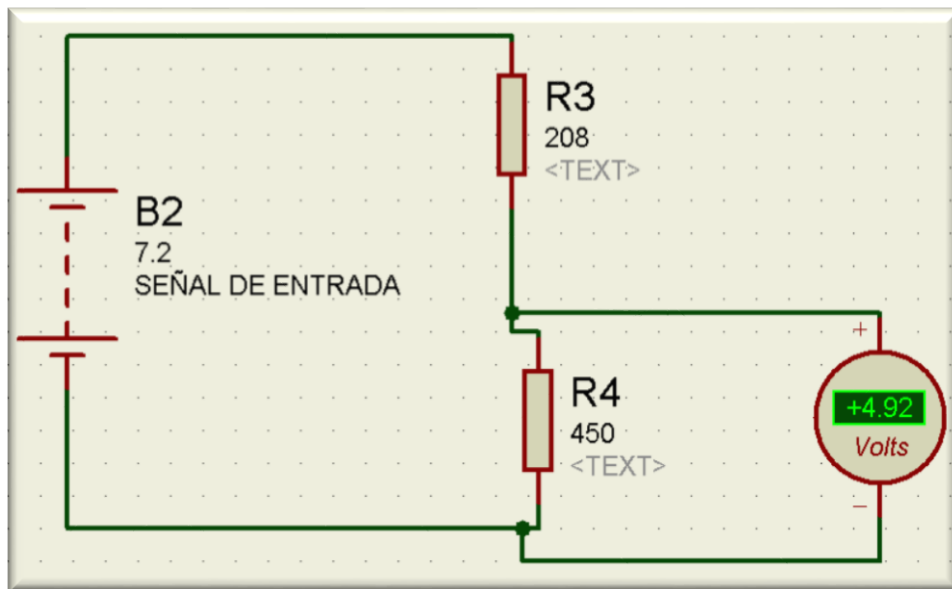 R3
208
<TEXT>
B2
7.2
SEÑAL DE ENTRADA
+
R4
450
<TEXT>
+4.92
Volts
−